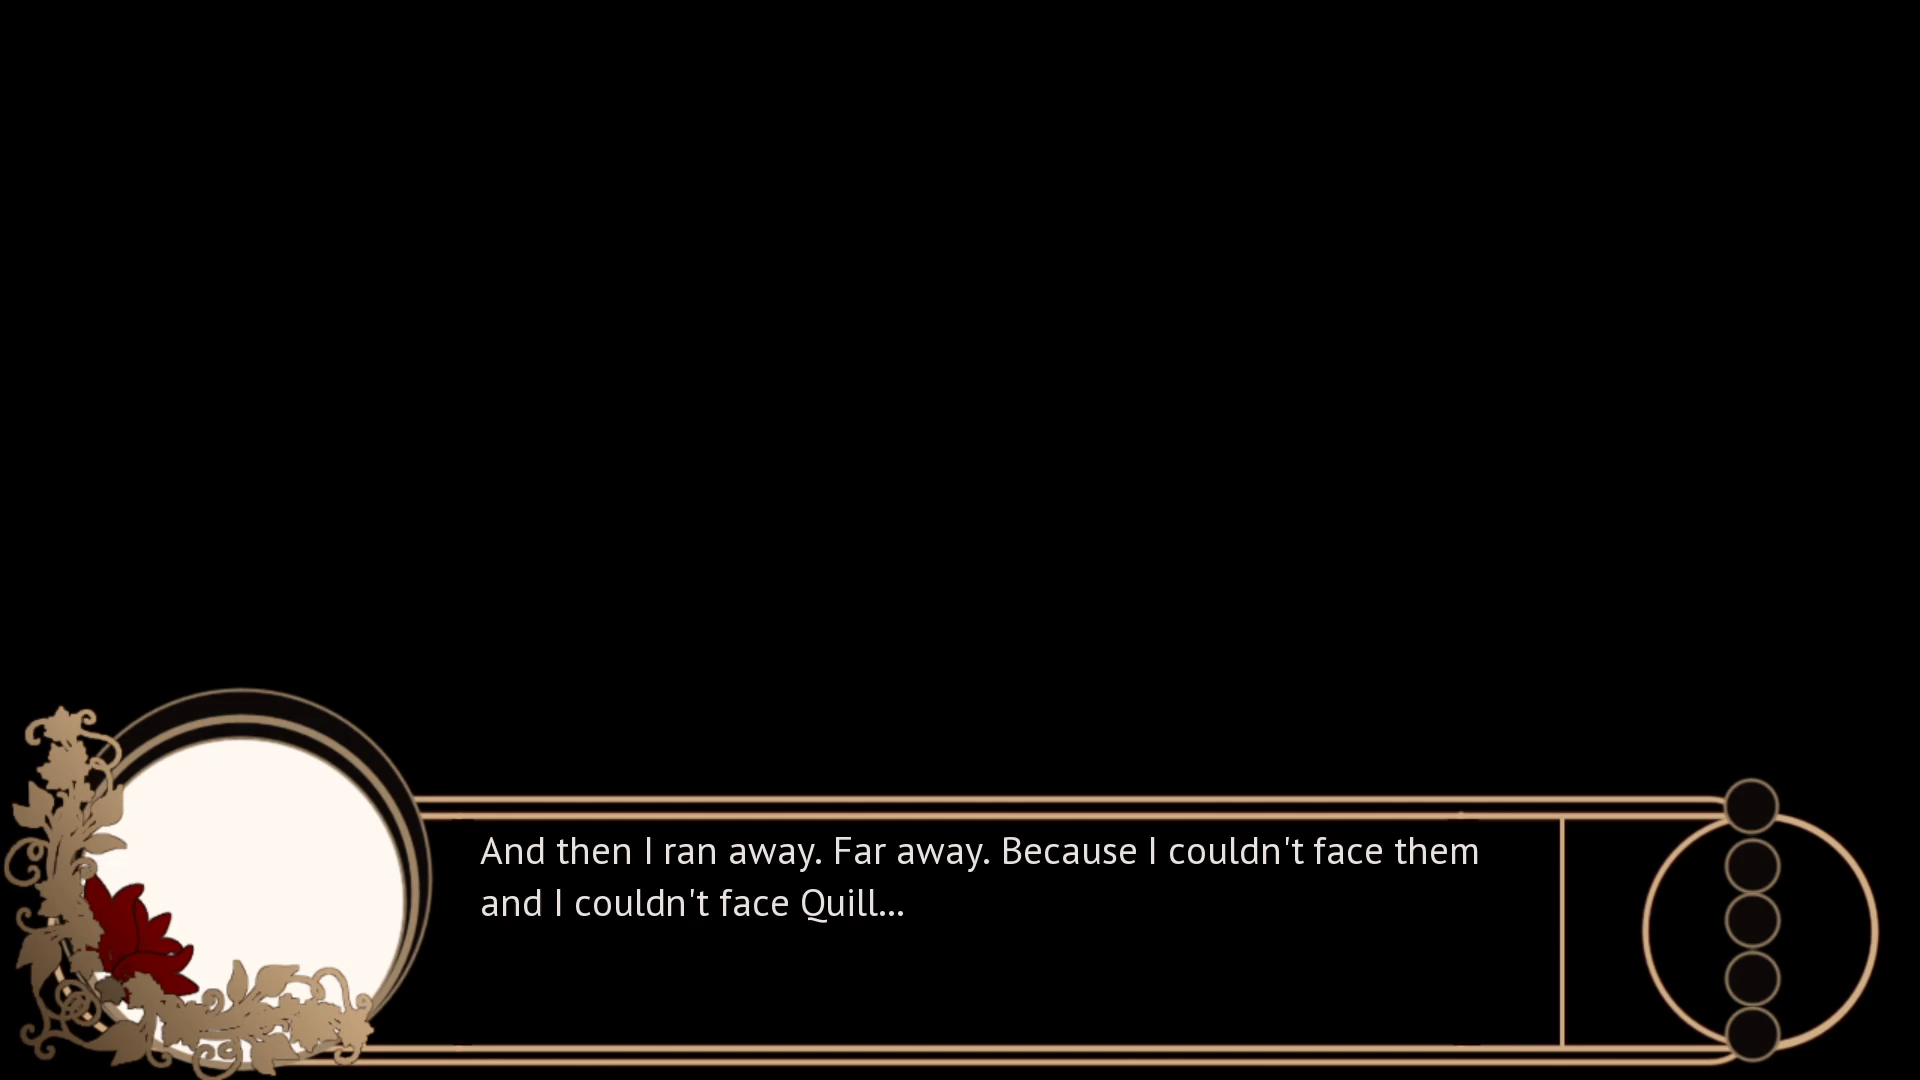 And then I ran away. Far away. Because I couldn't face them
and I couldn't face Quill...